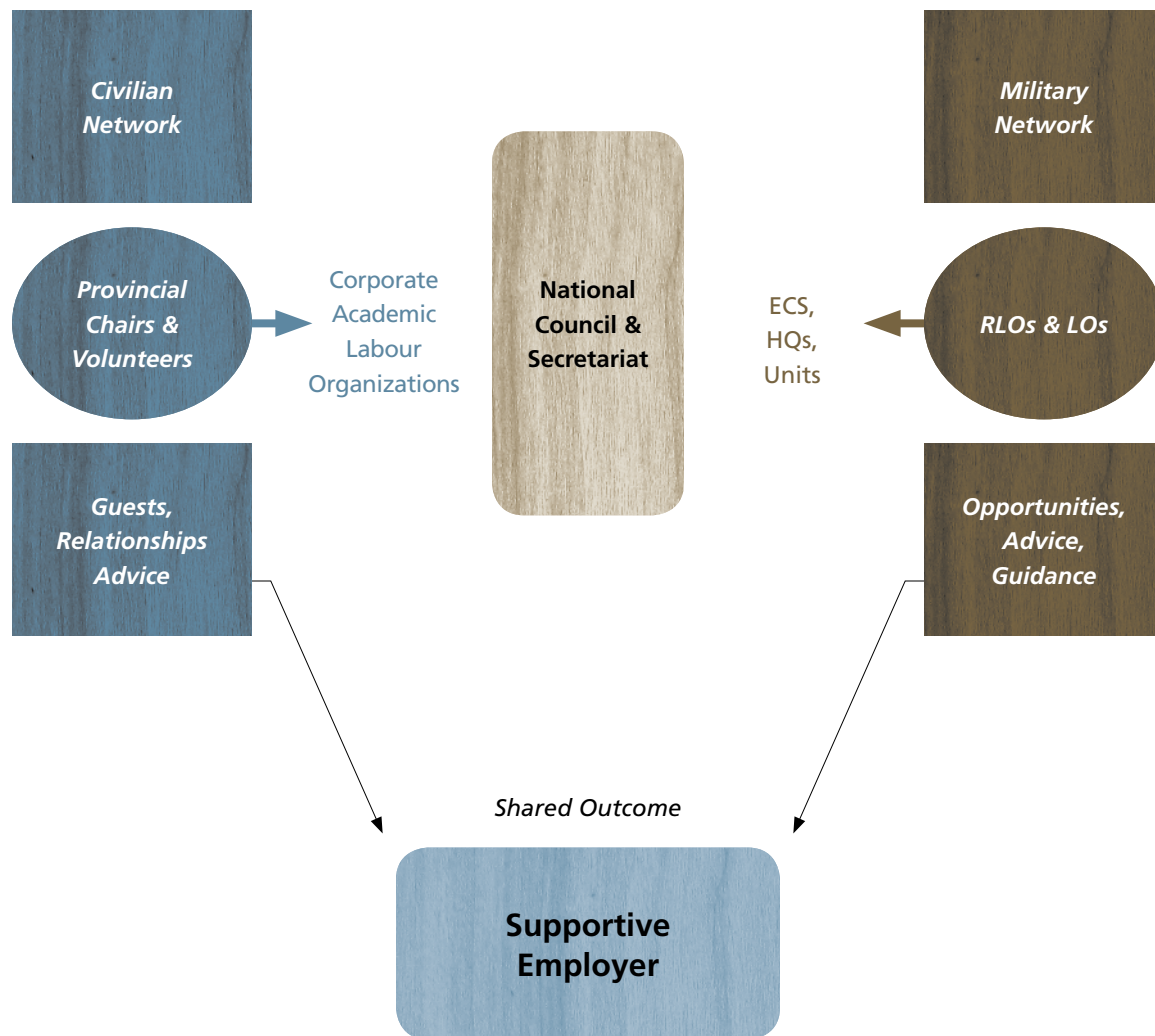 Civilian
Network
Military
Network
Provincial
Chairs &
Volunteers
Corporate
Academic
Labour
Organizations
National
Council &
Secretariat
ECS,
HQs,
Units
RLOs & LOs
Guests,
Relationships
Advice
Opportunities,
Advice,
Guidance
Shared Outcome
Supportive
Employer